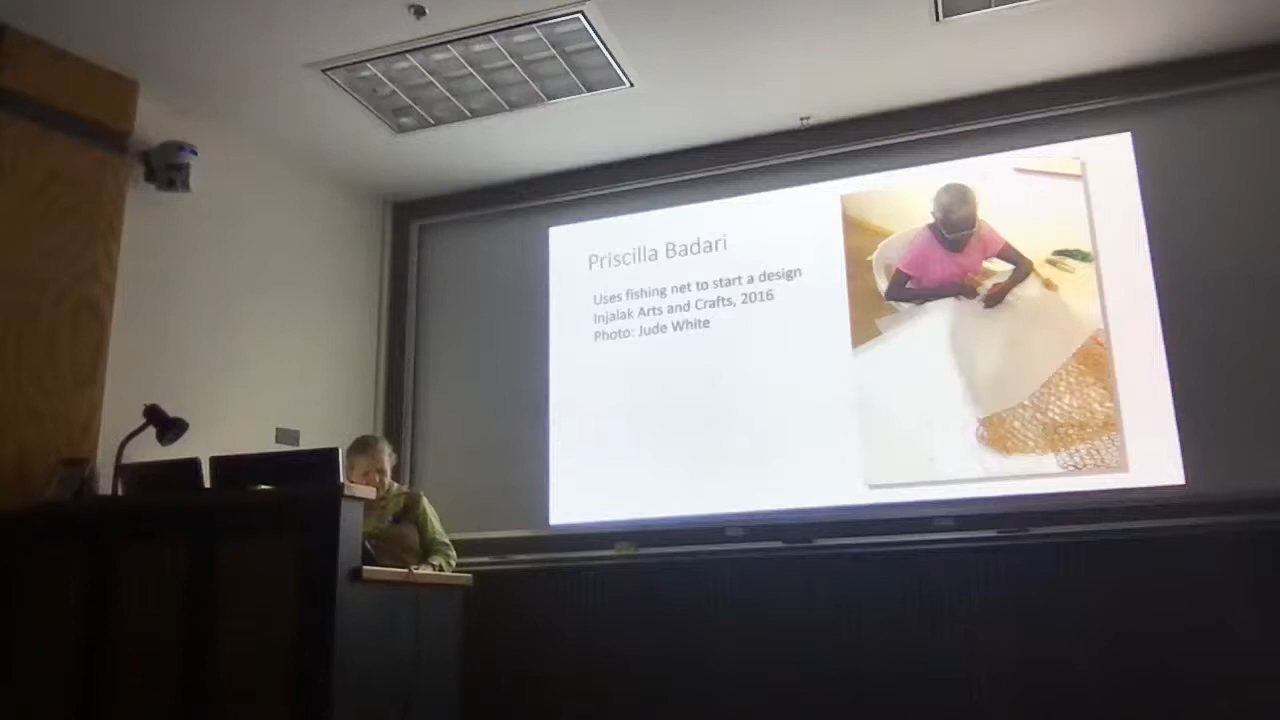 Priscilla Badari
Uses fishing net to start a design
Injalak Arts and Crafts, 2016
Photo: Jude White